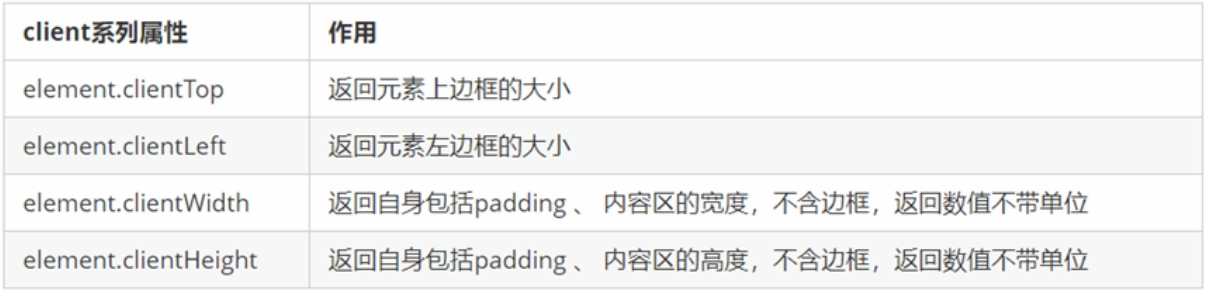 client系列属性 作用
element.clientTop 返回元素上边框的大小
element.clientLeft 返回元素左边框的大小
element.clientWidth 返回自身包括padding 、 内容区的宽度，不含边框，返回数值不带单位
element.clientHeight 返回自身包括padding 、 内容区的高度，不含边框，返回数值不带单位